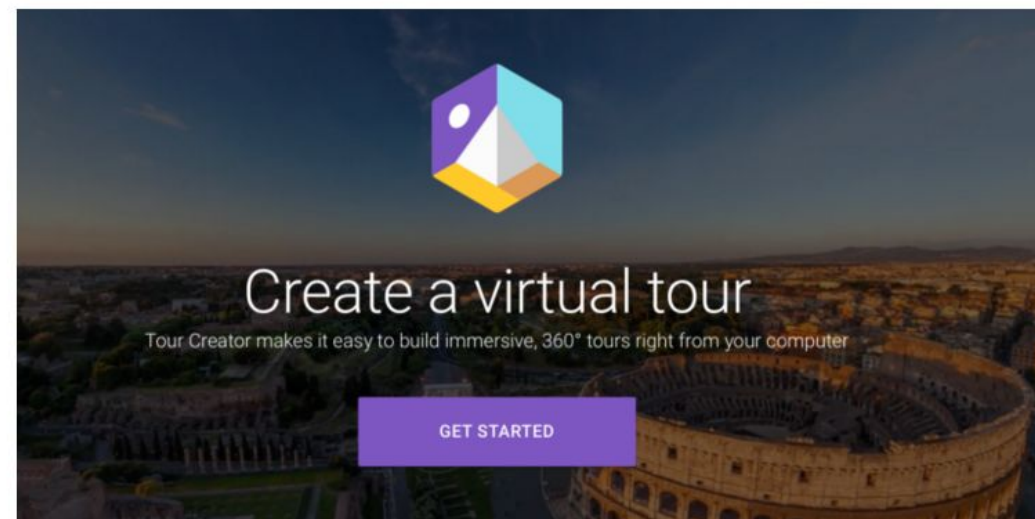 Create a virtual tour
Tour Creator makes it easy to build immersive, 360° tours right from your computer
GET STARTED